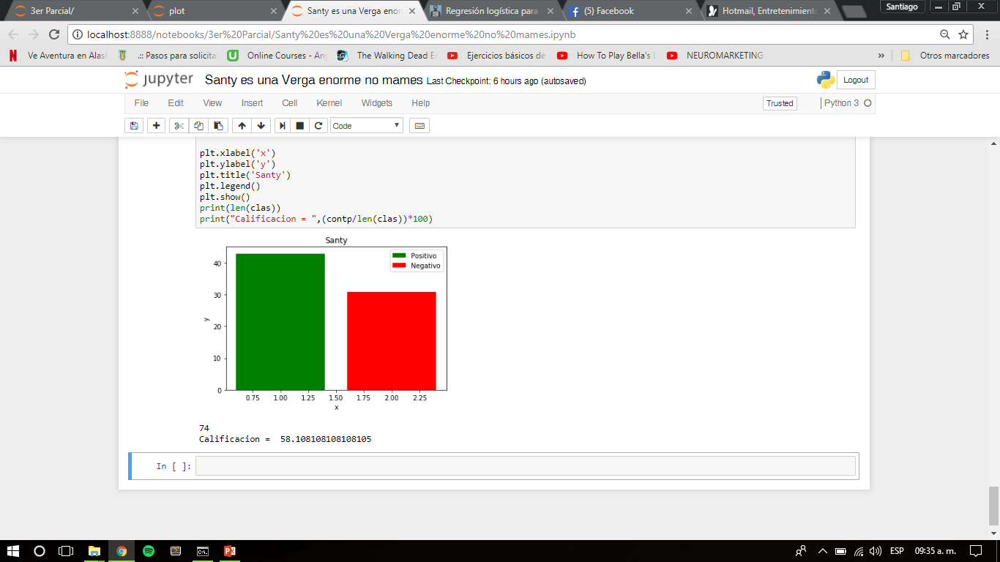 3er Parcial/
plot
Santy es una Verga enor
Regresión logística para
(5) Facebook
Hotmail, Entretenimient
Santiago
localhost:8888/notebooks/3er%20Parcial/Santy%20es%20una%20Verga%20enorme%20no%20mames.ipynb
Ve Aventura en Alas
.:: Pasos para solicita
Online Courses - An
The Walking Dead E
Ejercicios básicos de
How To Play Bella's L
NEUROMARKETING
»
Otros marcadores
jupyter Santy es una Verga enorme no mames Last Checkpoint: 6 hours ago (autosaved)
Logout
File Edit View Insert Cell Kernel Widgets Help
Trusted
Python 3
Code
plt.xlabel('x')
plt.ylabel('y')
plt.title('Santy')
plt.legend()
plt.show()
print(len(clas))
print("Calificacion = ",(contp/len(clas))*100)
Santy
Positivo
Negativo
40
30
20
10
0
y
0.75 1.00 1.25 1.50 1.75 2.00 2.25
x
74
Calificacion =  58.108108108108105
In [ ]:
ESP
09:35 a. m.